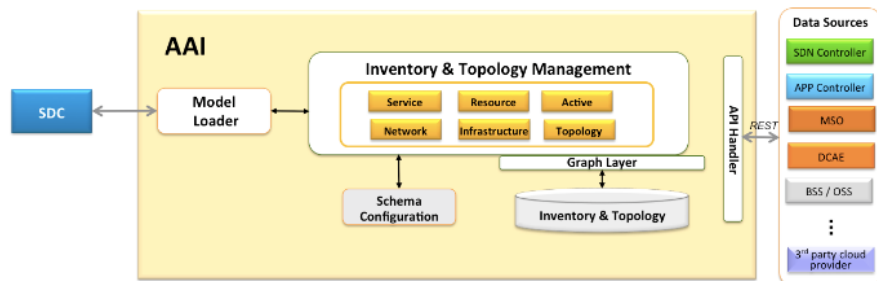 AAI
Data Sources
SDN Controller
APP Controller
MSO
DCAE
BSS / OSS
3rd party cloud
provider
REST
API Handler
Inventory & Topology Management
Service
Resource
Active
Network
Infrastructure
Topology
Graph Layer
Model
Loader
SDC
Schema
Configuration
Inventory & Topology